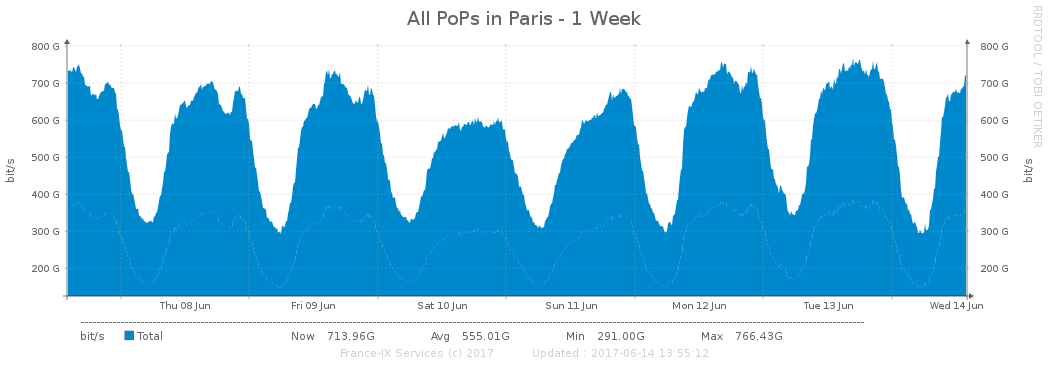 All PoPs in Paris - 1 Week
RRDTOOL / TOBI OETIKER
800 G 800 G
700 G 700 G
600 G 600 G
500 G 500 G
400 G 400 G
300 G 300 G
200 G 200 G
bit/s
bit/s
Thu 08 Jun Fri 09 Jun Sat 10 Jun Sun 11 Jun Mon 12 Jun Tue 13 Jun Wed 14 Jun
bit/s Total Now 713.96G Avg 555.01G Min 291.00G Max 766.43G
France-IX Services (c) 2017 Updated : 2017-06-14 13:55:12